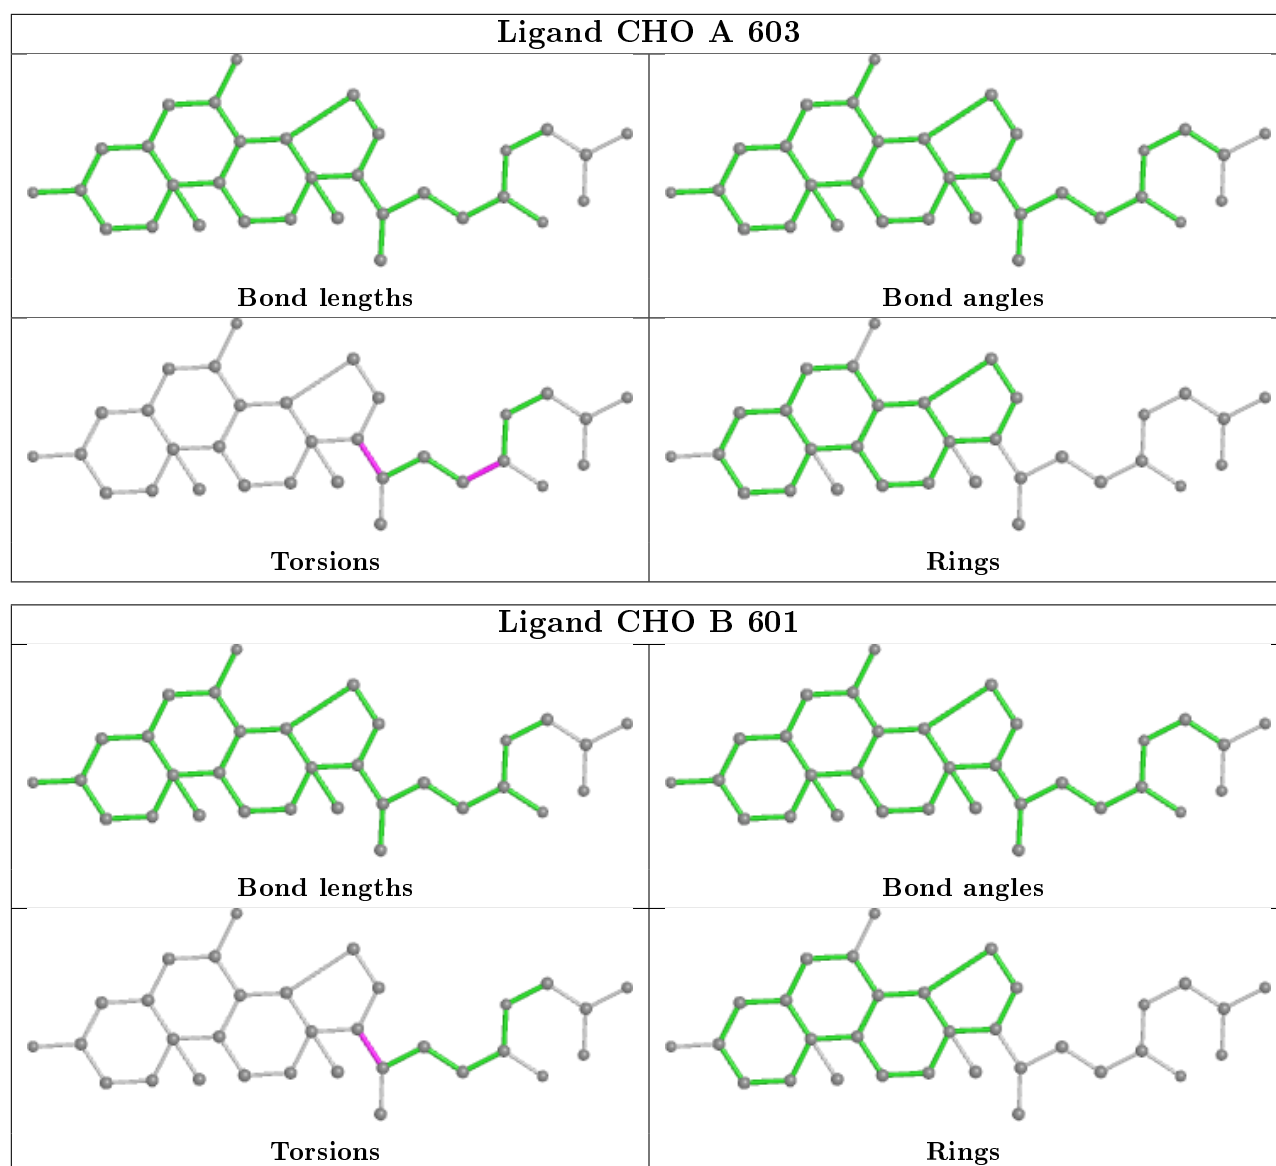 Ligand CHO A 603
Bond lengths
Bond angles
Torsions
Rings
Ligand CHO B 601
Bond lengths
Bond angles
Torsions
Rings